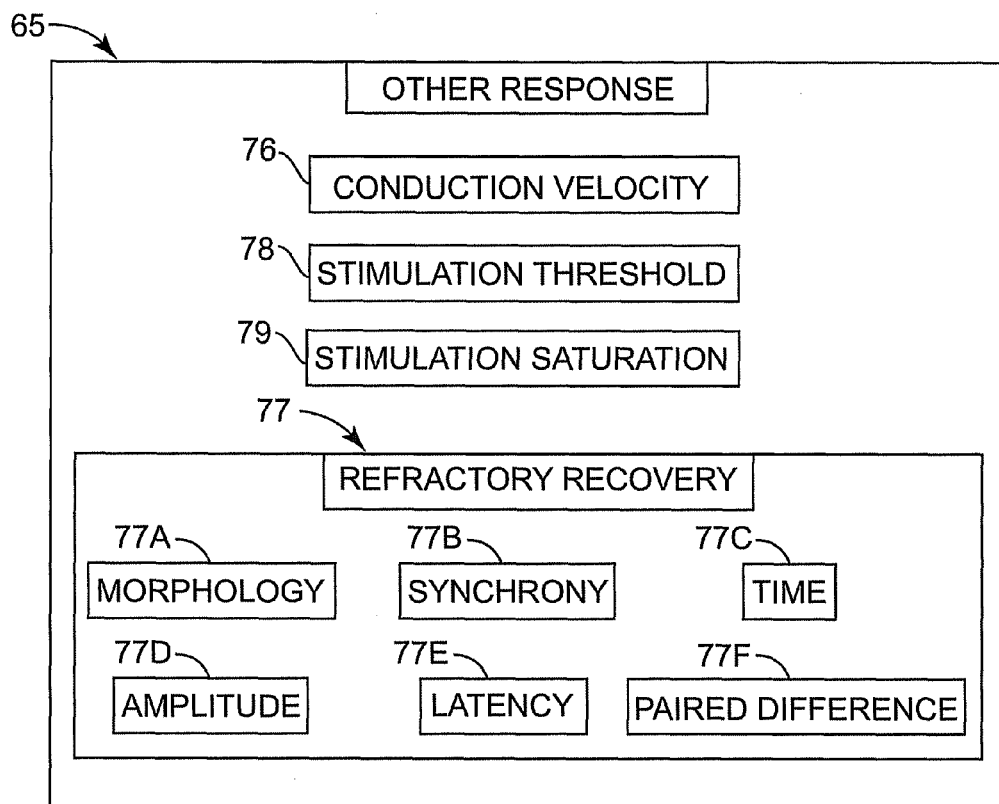 65
OTHER RESPONSE
76
CONDUCTION VELOCITY
78
STIMULATION THRESHOLD
79
STIMULATION SATURATION
77
REFRACTORY RECOVERY
77A 77B 77C
MORPHOLOGY SYNCHRONY TIME
77D 77E 77F
AMPLITUDE LATENCY PAIRED DIFFERENCE